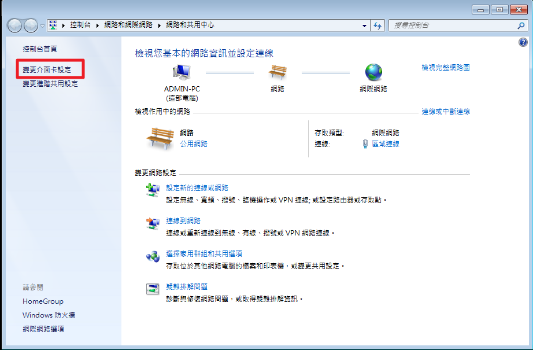 控制台 ▸ 網路和網際網路 ▸ 網路和共用中心
搜尋控制台
控制台首頁
變更介面卡設定
變更進階共用設定
檢視您基本的網路資訊並設定連線
檢視完整網路圖
ADMIN-PC
(這部電腦)
網路
網際網路
檢視作用中的網路
連線或中斷連線
網路
公用網路
存取類型:
網際網路
連線:
區域連線
變更網路設定
設定新的連線或網路
設定無線、寬頻、撥號、臨機操作或 VPN 連線; 或設定路由器或存取點。
連線到網路
連線或重新連線到無線、有線、撥號或 VPN 網路連線。
選擇家用群組和共用選項
存取位於其他網路電腦的檔案和印表機，或變更共用設定。
疑難排解問題
診斷與修復網路問題，或取得疑難排解資訊。
請參閱
HomeGroup
Windows 防火牆
網際網路選項